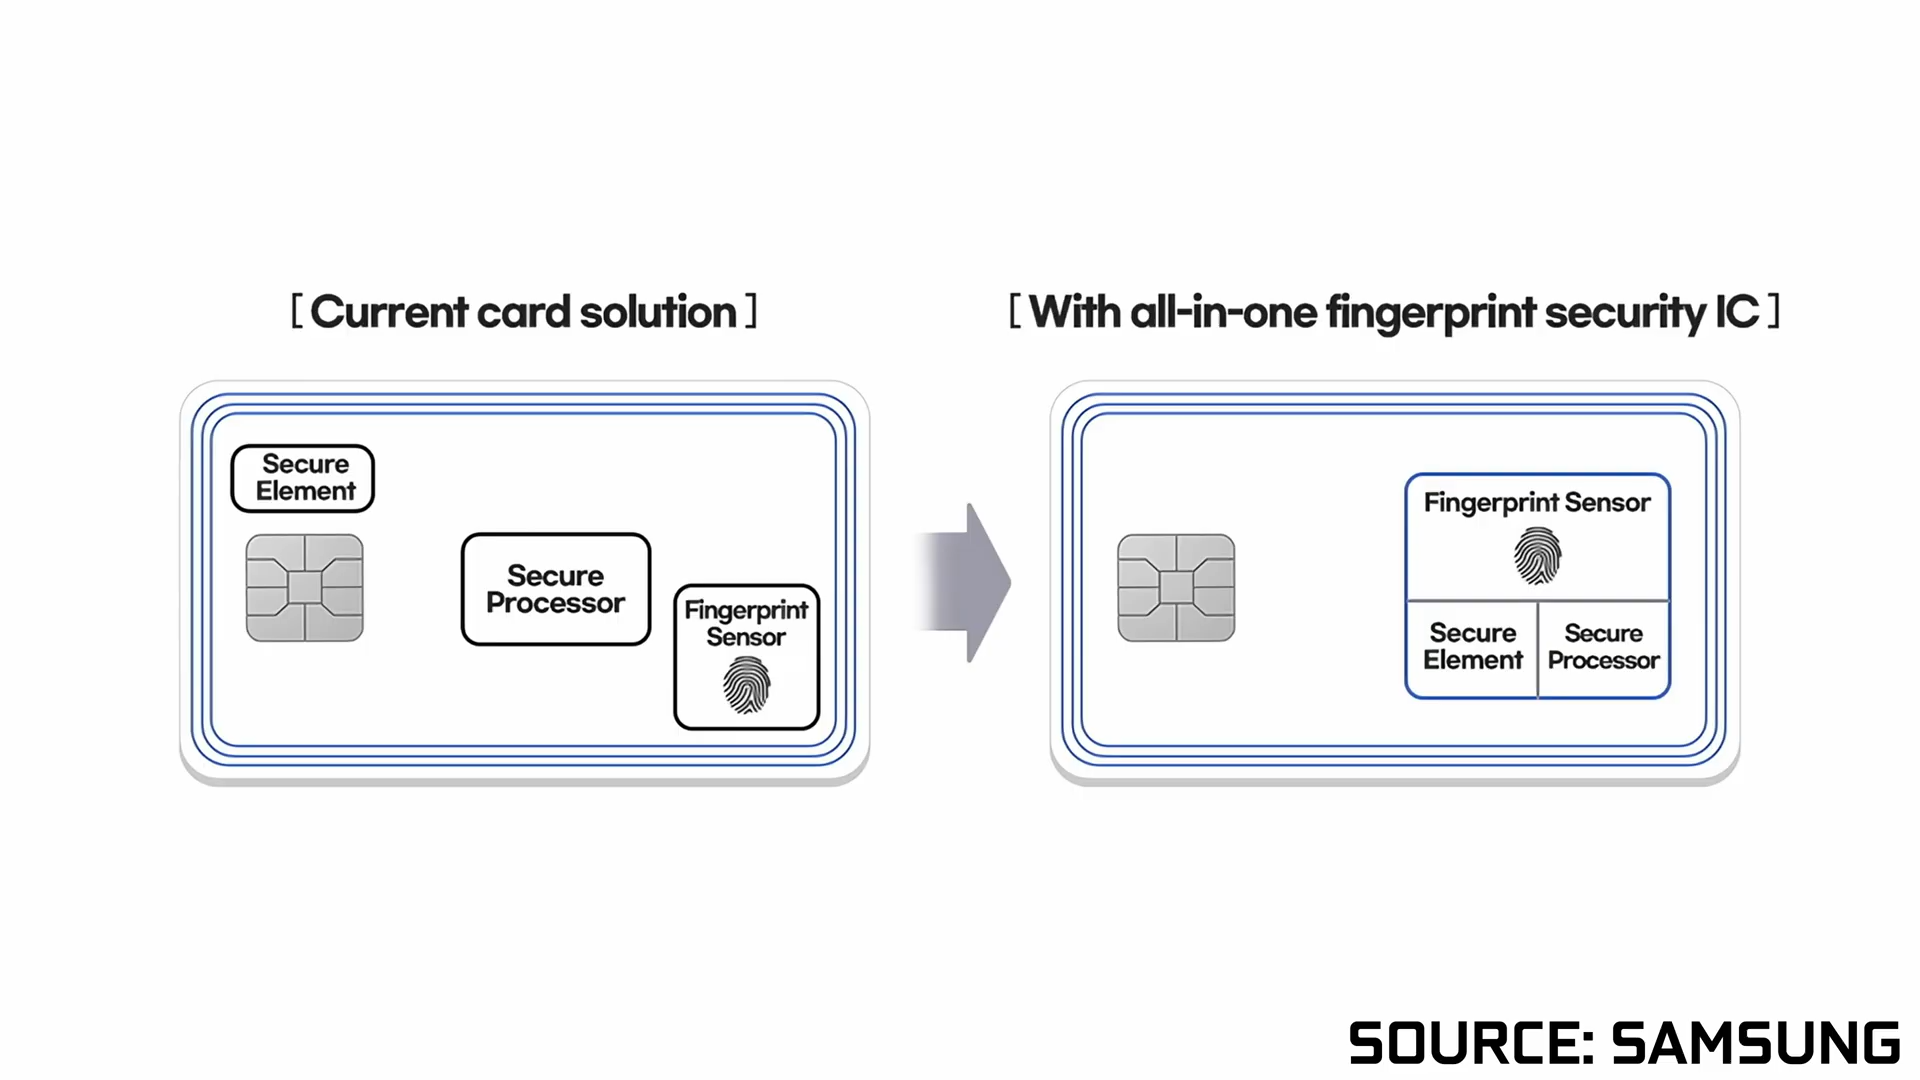 [ Current card solution ]
Secure
Element
Secure
Processor
Fingerprint
Sensor
[ With all-in-one fingerprint security IC ]
Fingerprint Sensor
Secure
Element
Secure
Processor
SOURCE: SAMSUNG